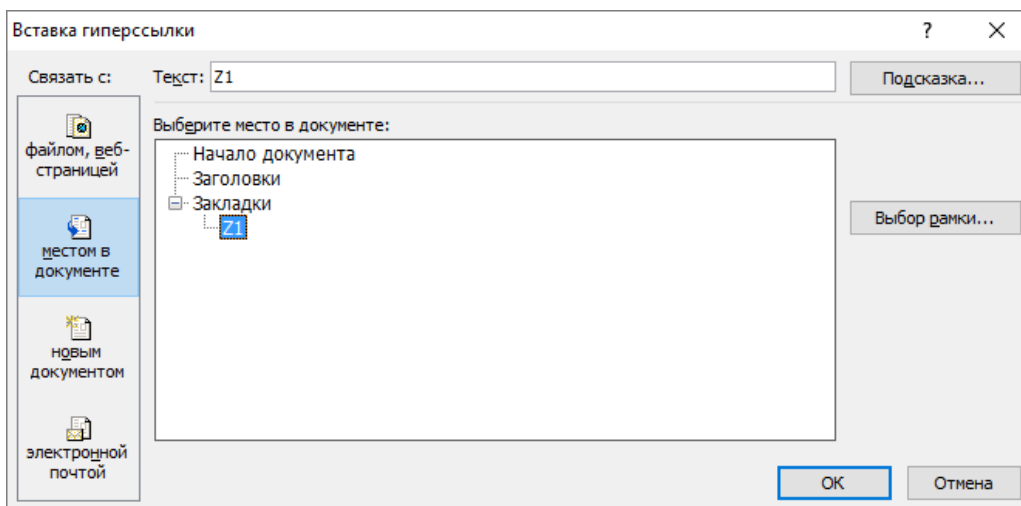 Вставка гиперссылки
?
Связать с:
Текст: Z1
Подсказка...
файлом, веб-
страницей
местом в
документе
новым
документом
электронной
почтой
Выберите место в документе:
Начало документа
Заголовки
Закладки
Z1
Выбор рамки...
ОК
Отмена